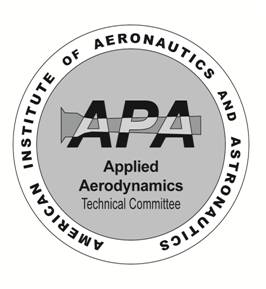 AMERICAN INSTITUTE OF AERONAUTICS AND ASTRONAUTICS
APA
Applied
Aerodynamics
Technical Committee